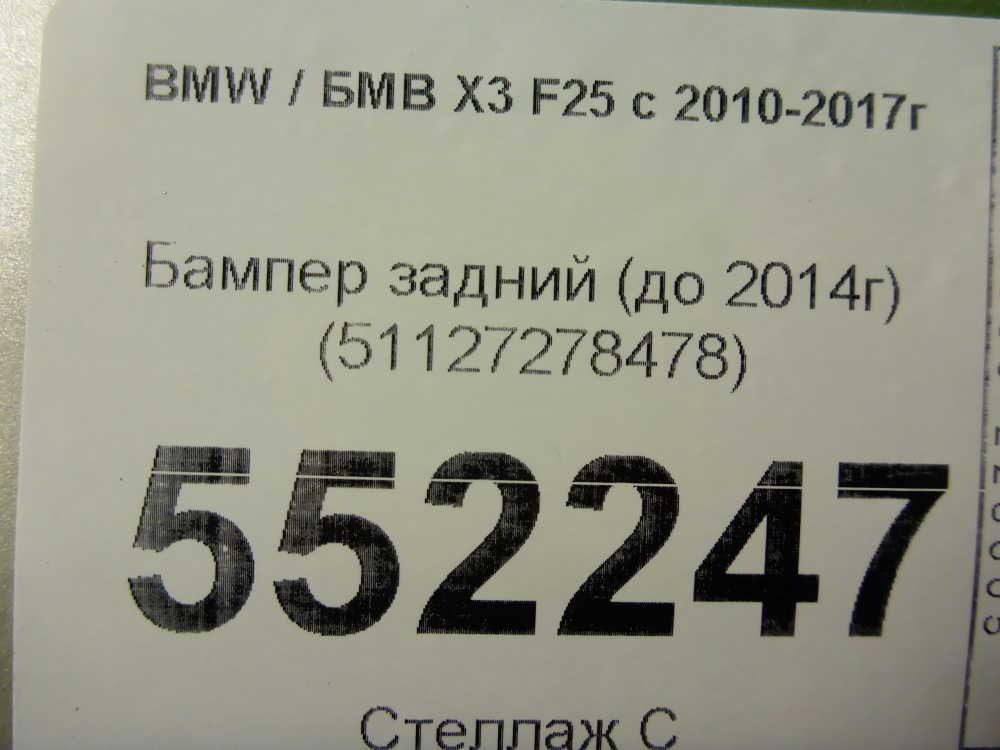 BMW / БМВ X3 F25 с 2010-2017г
Бампер задний (до 2014г)
(51127278478)
552247
Стеллаж С